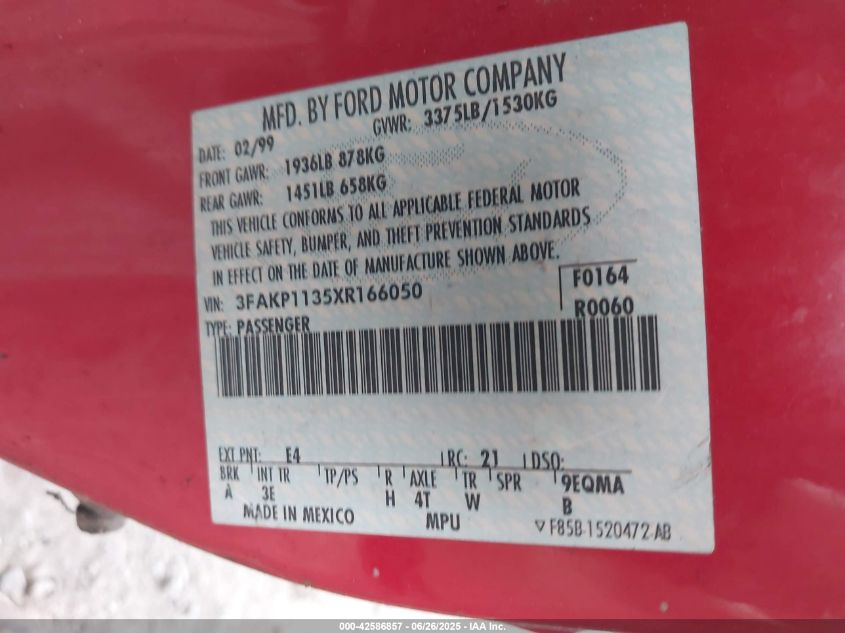 MFD. BY FORD MOTOR COMPANY
DATE: 02/99 GVWR: 3375LB/1530KG
FRONT GAWR: 1936LB 878KG
REAR GAWR: 1451LB 658KG
THIS VEHICLE CONFORMS TO ALL APPLICABLE FEDERAL MOTOR
VEHICLE SAFETY, BUMPER, AND THEFT PREVENTION STANDARDS
IN EFFECT ON THE DATE OF MANUFACTURE SHOWN ABOVE.
VIN: 3FAKP1135XR166050 F0164
TYPE: PASSENGER R0060
EXT PNT: E4 RC: 21 DSO:
BRK INT TR TP/PS R AXLE TR SPR 9EQMA
A 3E H 4T W B
MADE IN MEXICO MPU F85B-1520472-AB
000-42586857 | 06/26/2025 | IAA Inc.